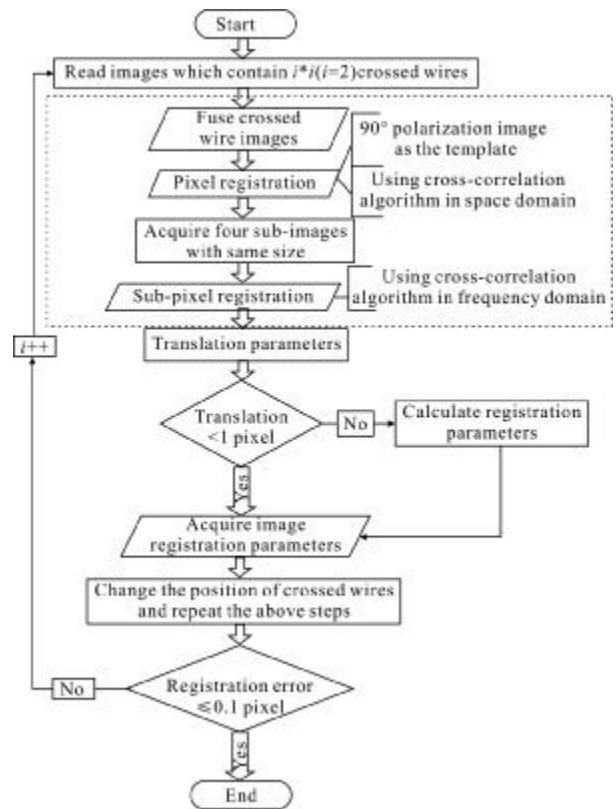 Start
Read images which contain i*i(i=2)crossed wires
Fuse crossed
wire images
90° polarization image
as the template
Pixel registration
Using cross-correlation
algorithm in space domain
Acquire four sub-images
with same size
Using cross-correlation
algorithm in frequency domain
Sub-pixel registration
i++
Translation parameters
Translation
<1 pixel
No
Calculate registration
parameters
Yes
Acquire image
registration parameters
Change the position of crossed wires
and repeat the above steps
No
Registration error
≤0.1 pixel
Yes
End